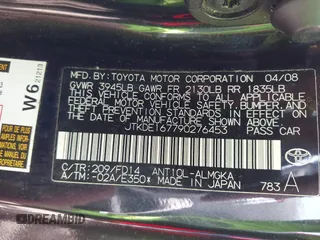 MFD. BY: TOYOTA MOTOR CORPORATION 04/08
GVWR 3945LB GAWR FR 2130LB RR 1835LB
THIS VEHICLE CONFORMS TO ALL APPLICABLE
FEDERAL MOTOR VEHICLE SAFETY, BUMPER, AND
THEFT PREVENTION STANDARDS IN EFFECT ON
THE DATE OF MANUFACTURE SHOWN ABOVE.
JTKDE167790276453 PASS. CAR
C/TR: 209/FD14 ANT10L-ALMGKA
A/TM: -02A/E350* MADE IN JAPAN 783 A
TOYOTA
W6
21213
DREAMBID